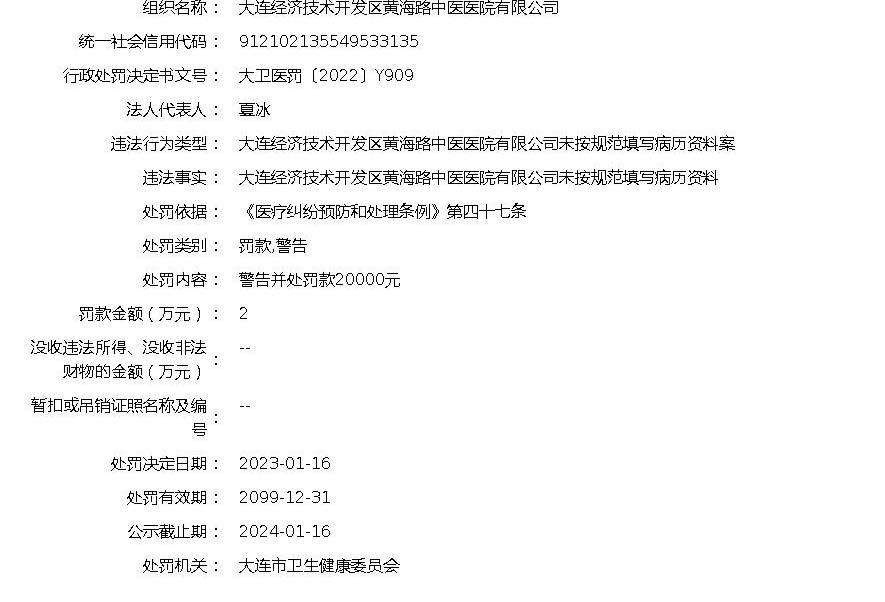 组织名称： 大连经济技术开发区黄海路中医医院有限公司
统一社会信用代码： 912102135549533135
行政处罚决定书文号： 大卫医罚〔2022〕Y909
法人代表人： 夏冰
违法行为类型： 大连经济技术开发区黄海路中医医院有限公司未按规范填写病历资料案
违法事实： 大连经济技术开发区黄海路中医医院有限公司未按规范填写病历资料
处罚依据： 《医疗纠纷预防和处理条例》第四十七条
处罚类别： 罚款,警告
处罚内容： 警告并处罚款20000元
罚款金额（万元）： 2
没收违法所得、没收非法
财物的金额（万元）： --
暂扣或吊销证照名称及编
号： --
处罚决定日期： 2023-01-16
处罚有效期： 2099-12-31
公示截止期： 2024-01-16
处罚机关： 大连市卫生健康委员会